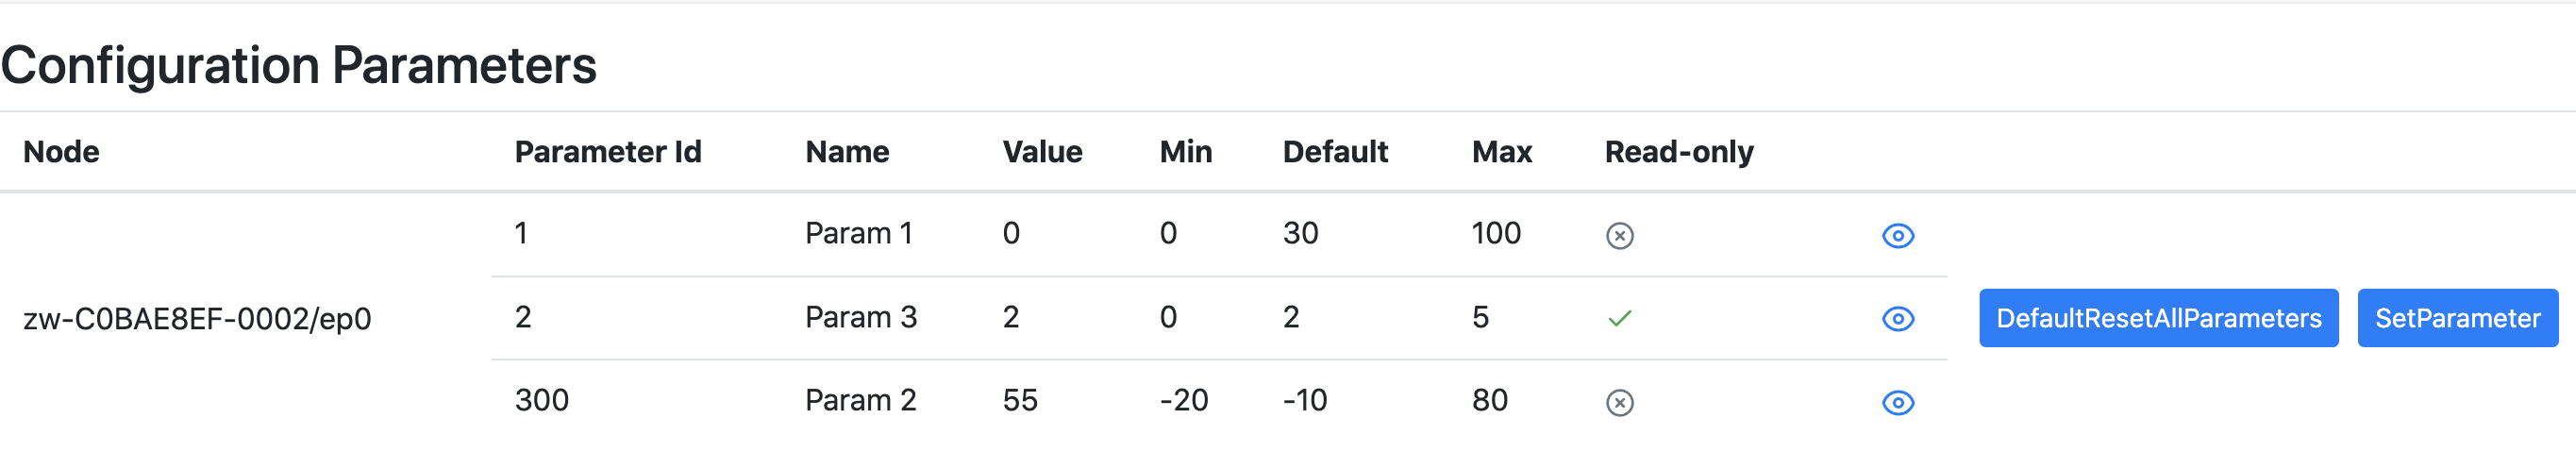 Configuration Parameters
Node Parameter Id Name Value Min Default Max Read-only
1 Param 1 0 0 30 100
zw-C0BAE8EF-0002/ep0 2 Param 3 2 0 2 5 DefaultResetAllParameters SetParameter
300 Param 2 55 -20 -10 80